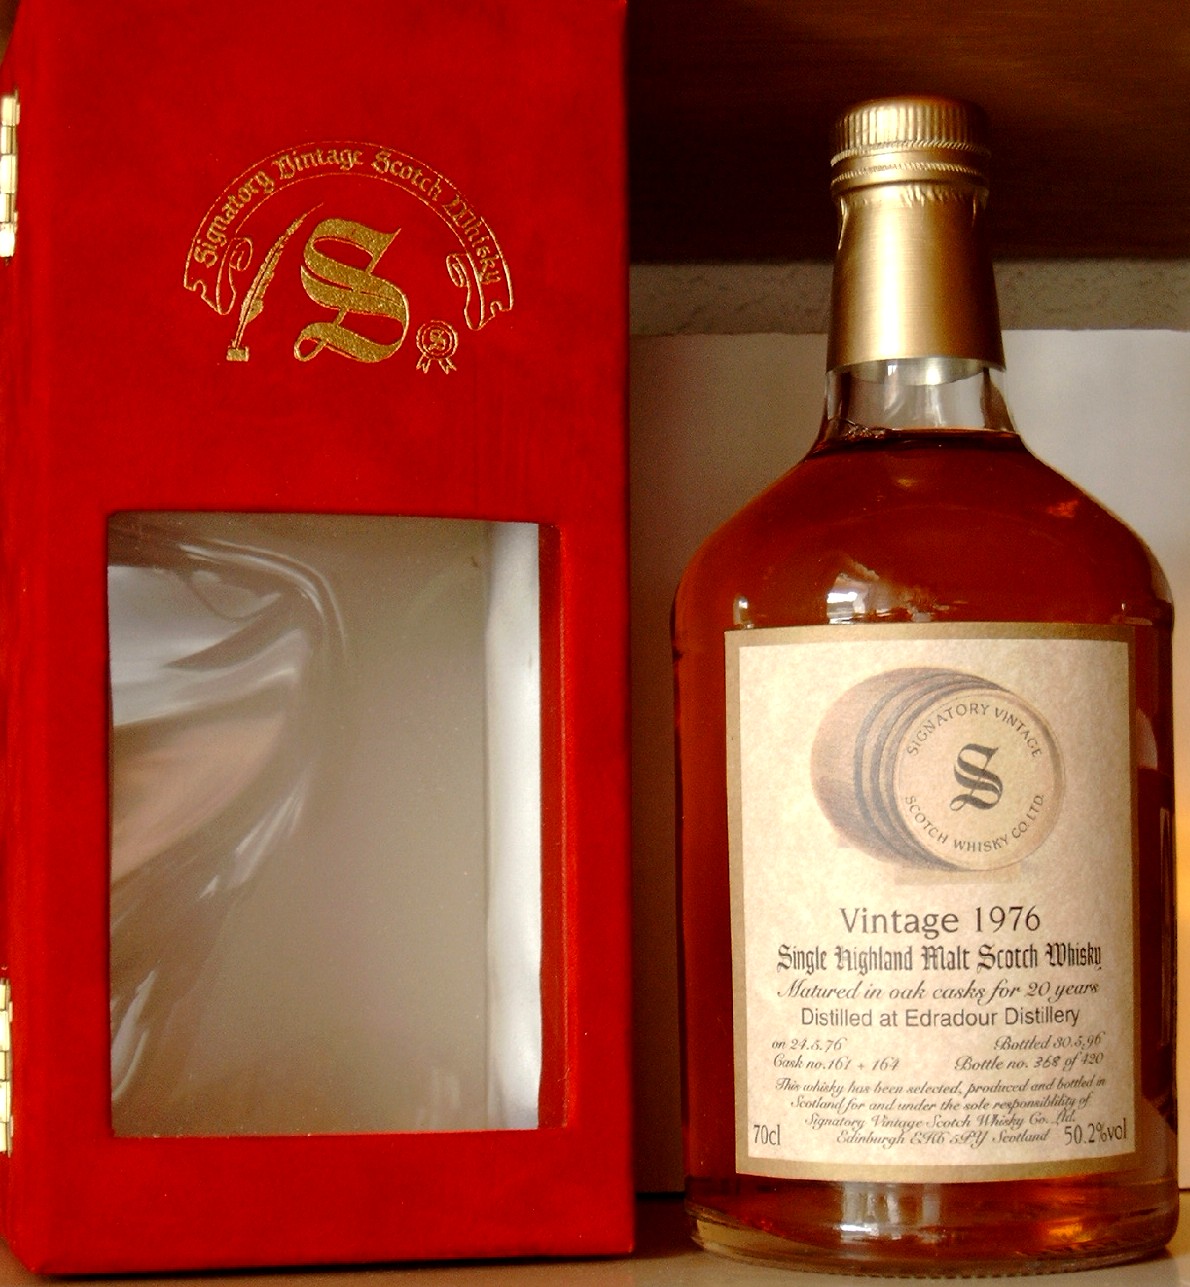 Signatory Vintage Scotch Whisky
S
S
SIGNATORY VINTAGE
S
SCOTCH WHISKY CO. LTD.
Vintage 1976
Single Highland Malt Scotch Whisky
Matured in oak casks for 20 years
Distilled at Edradour Distillery
on 24.5.76 Bottled 30.5.96
Cask no. 161 + 164 Bottle no. 368 of 420
This whisky has been selected, produced and bottled in
Scotland for and under the sole responsiblility of
Signatory Vintage Scotch Whisky Co. Ltd.
70cl Edinburgh EH6 5PY Scotland 50.2%vol